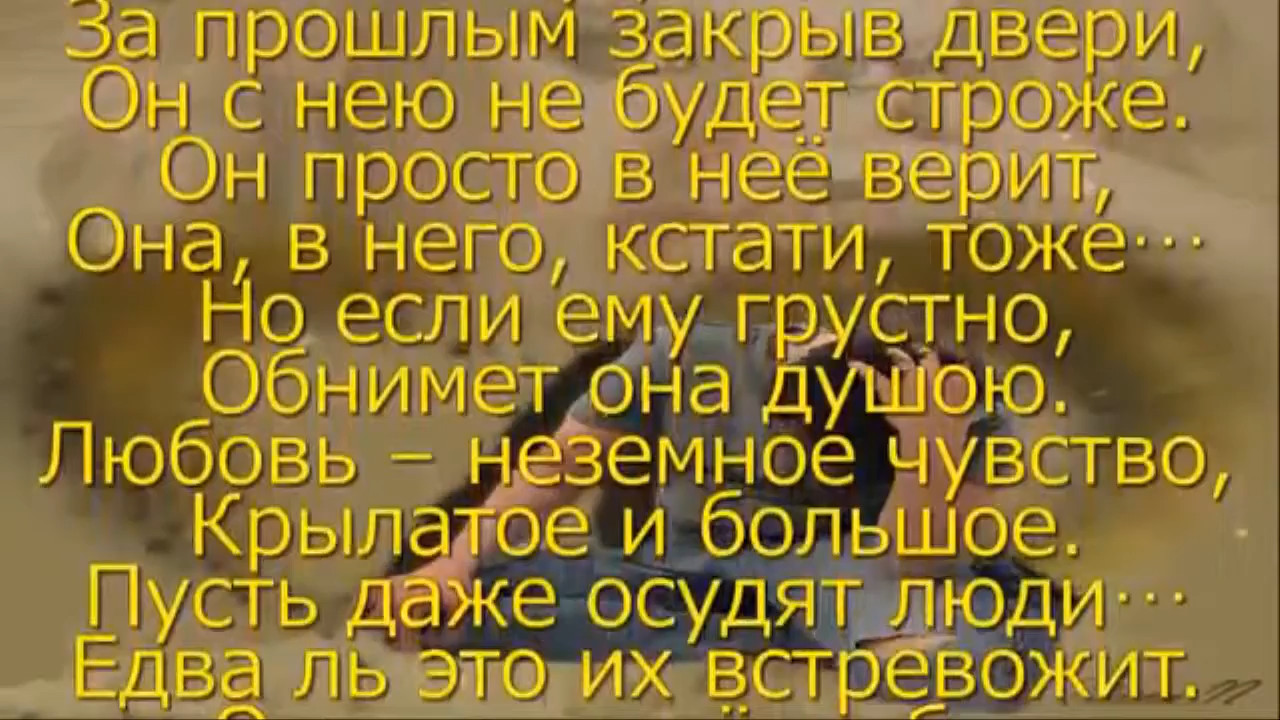 За прошлым закрыв двери,
Он с нею не будет строже.
Он просто в неё верит,
Она, в него, кстати, тоже…
Но если ему грустно,
Обнимет она душою.
Любовь – неземное чувство,
Крылатое и большое.
Пусть даже осудят люди…
Едва ль это их встревожит.